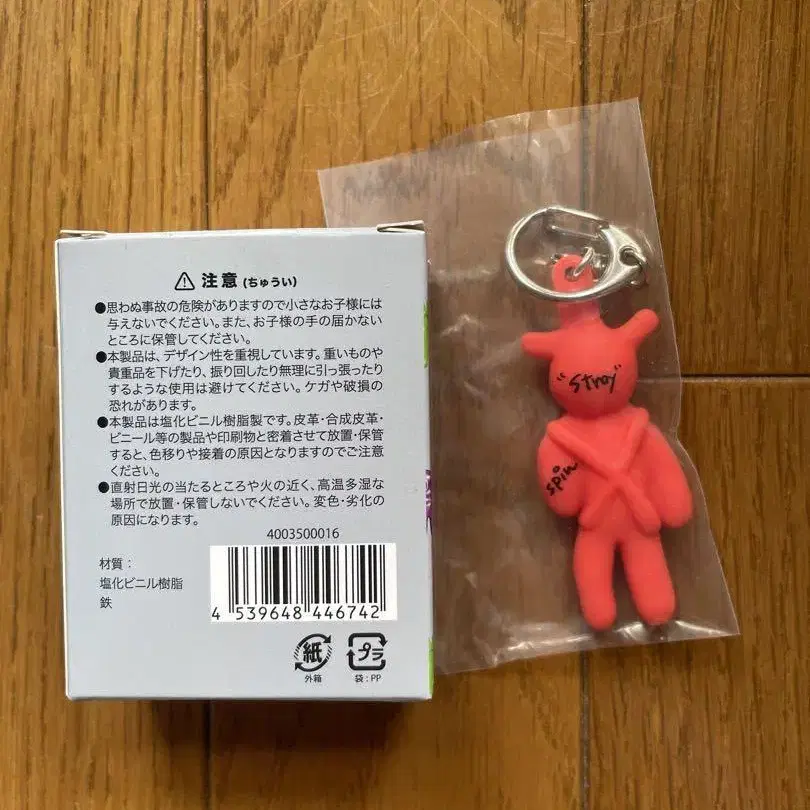 ⚠ 注意 (ちゅうい)
●思わぬ事故の危険がありますので小さなお子様には
与えないでください。また、お子様の手の届かない
ところに保管してください。
●本製品は、デザイン性を重視しています。重いものや
貴重品を下げたり、振り回したり無理に引っ張ったり
するような使用は避けてください。ケガや破損の
恐れがあります。
●本製品は塩化ビニル樹脂製です。皮革・合成皮革・
ビニール等の製品や印刷物と密着させて放置・保管
すると、色移りや接着の原因となりますのでご注意
ください。
●直射日光の当たるところや火の近く、高温多湿な
場所で放置・保管しないでください。変色・劣化の
原因になります。
4003500016
材質：
塩化ビニル樹脂
鉄
4 539648 446742
紙
外箱
プラ
袋：PP
"Stray"
spin